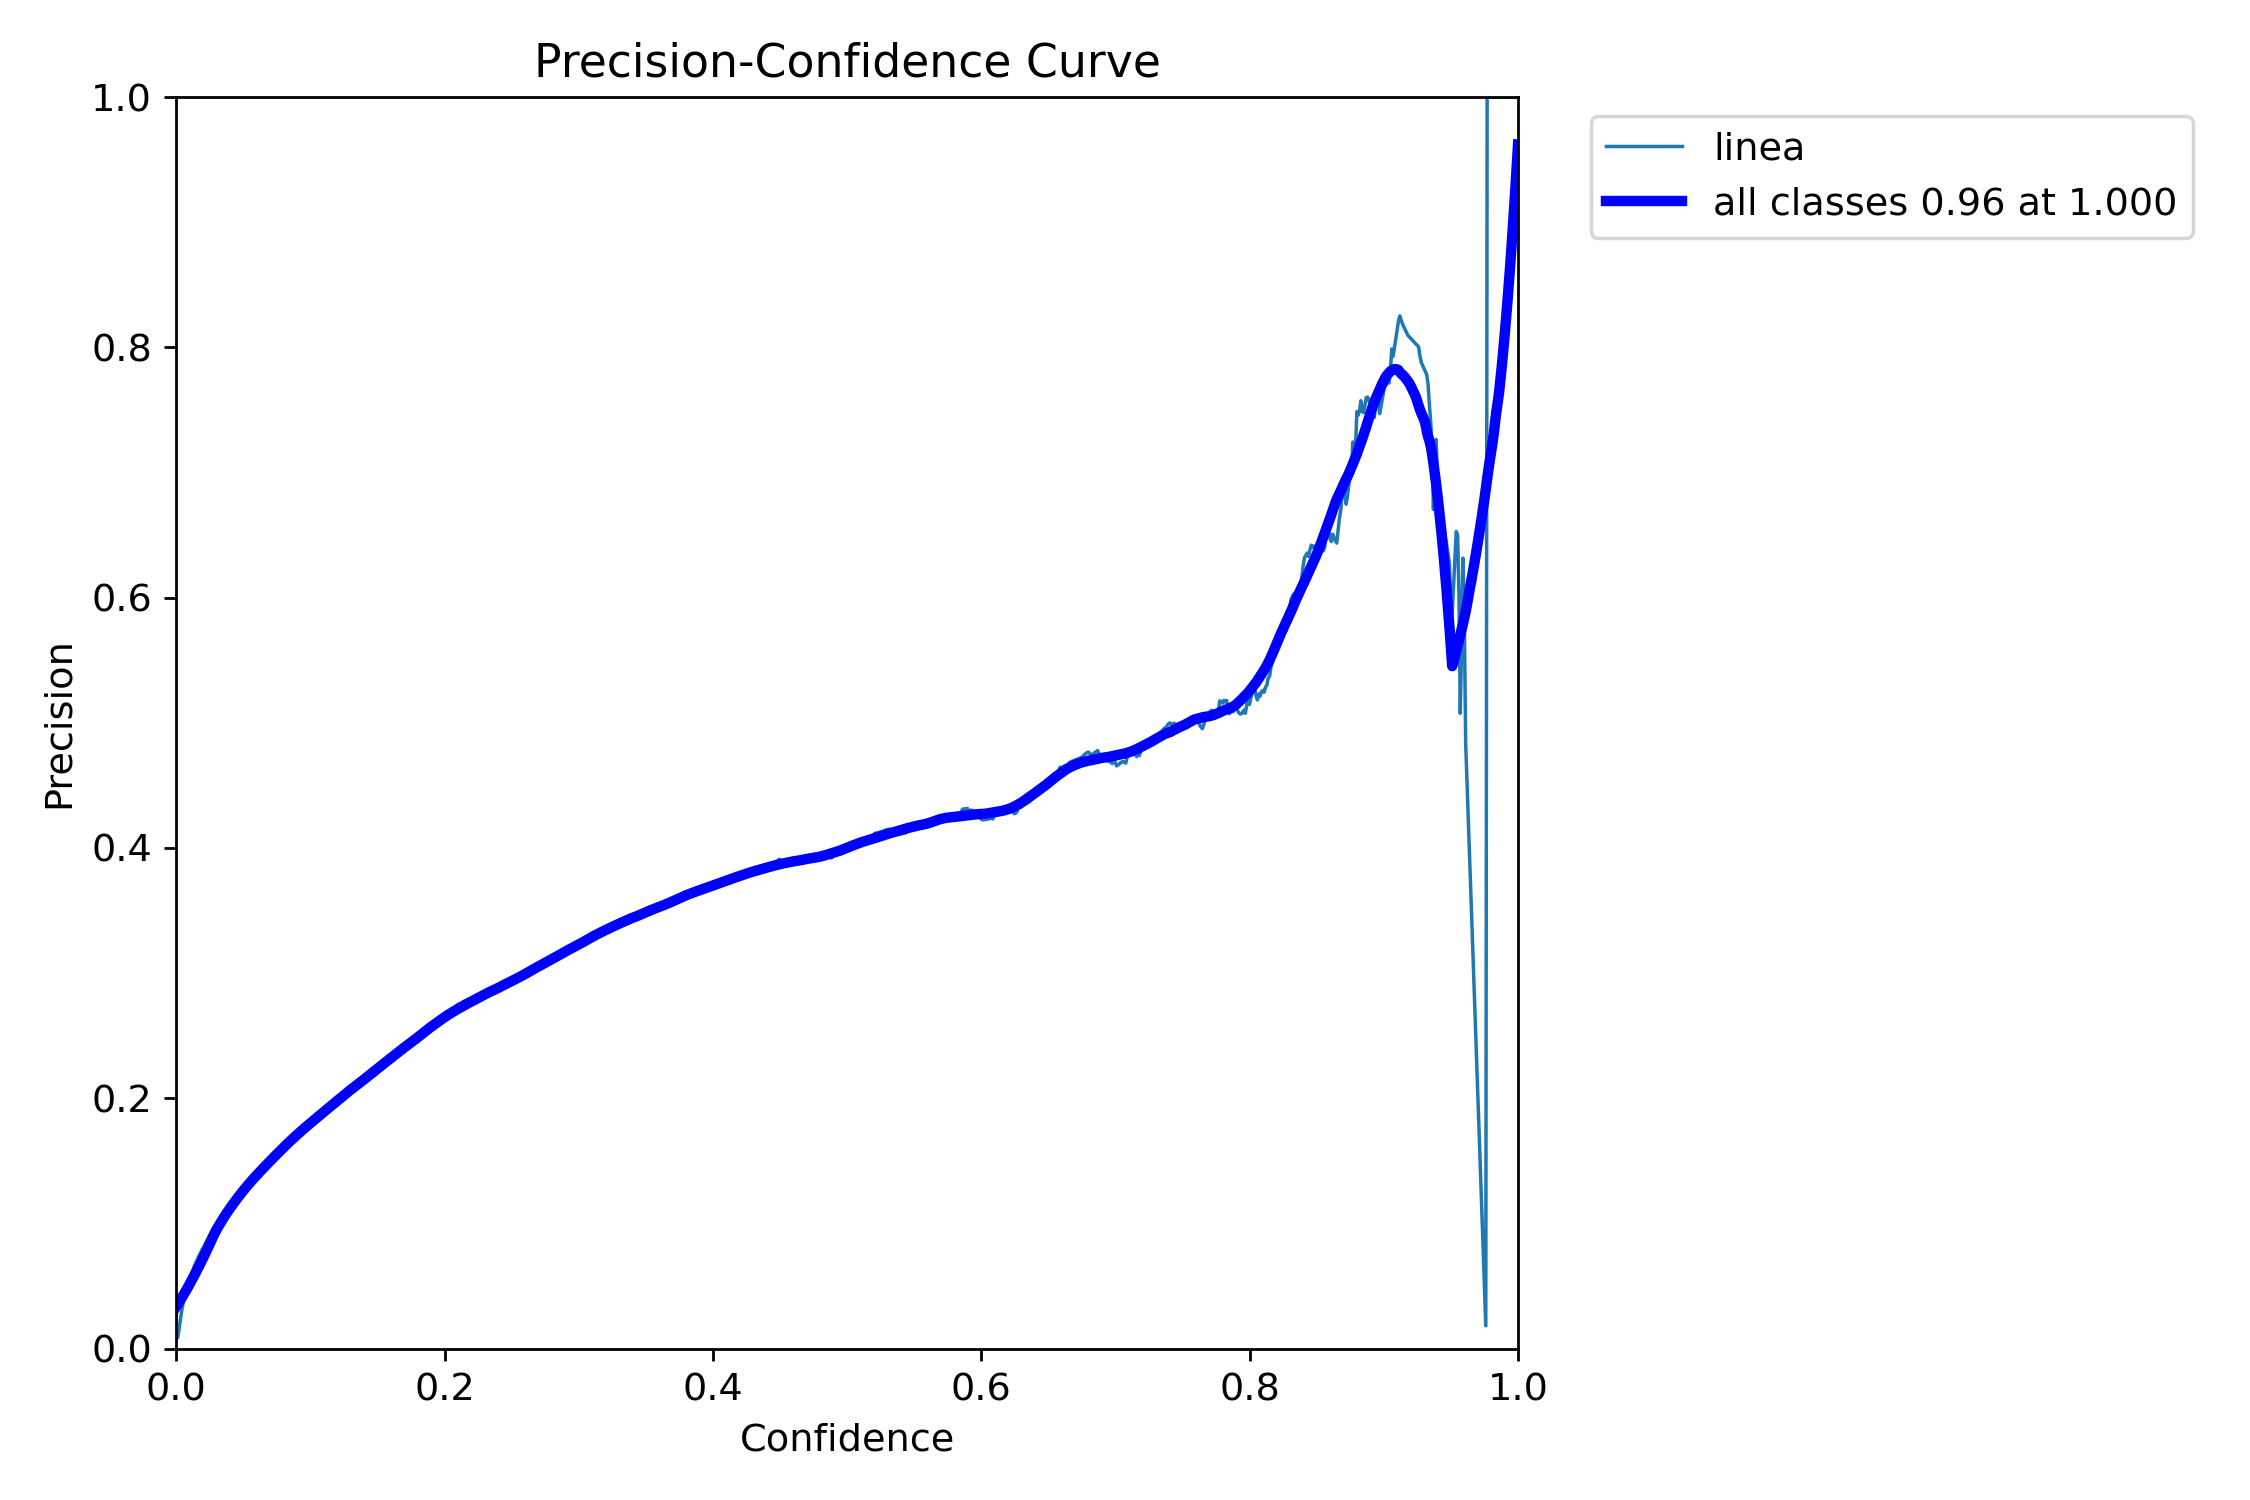 Precision-Confidence Curve
linea
all classes 0.96 at 1.000
Precision
1.0
0.8
0.6
0.4
0.2
0.0
0.0 0.2 0.4 0.6 0.8 1.0
Confidence